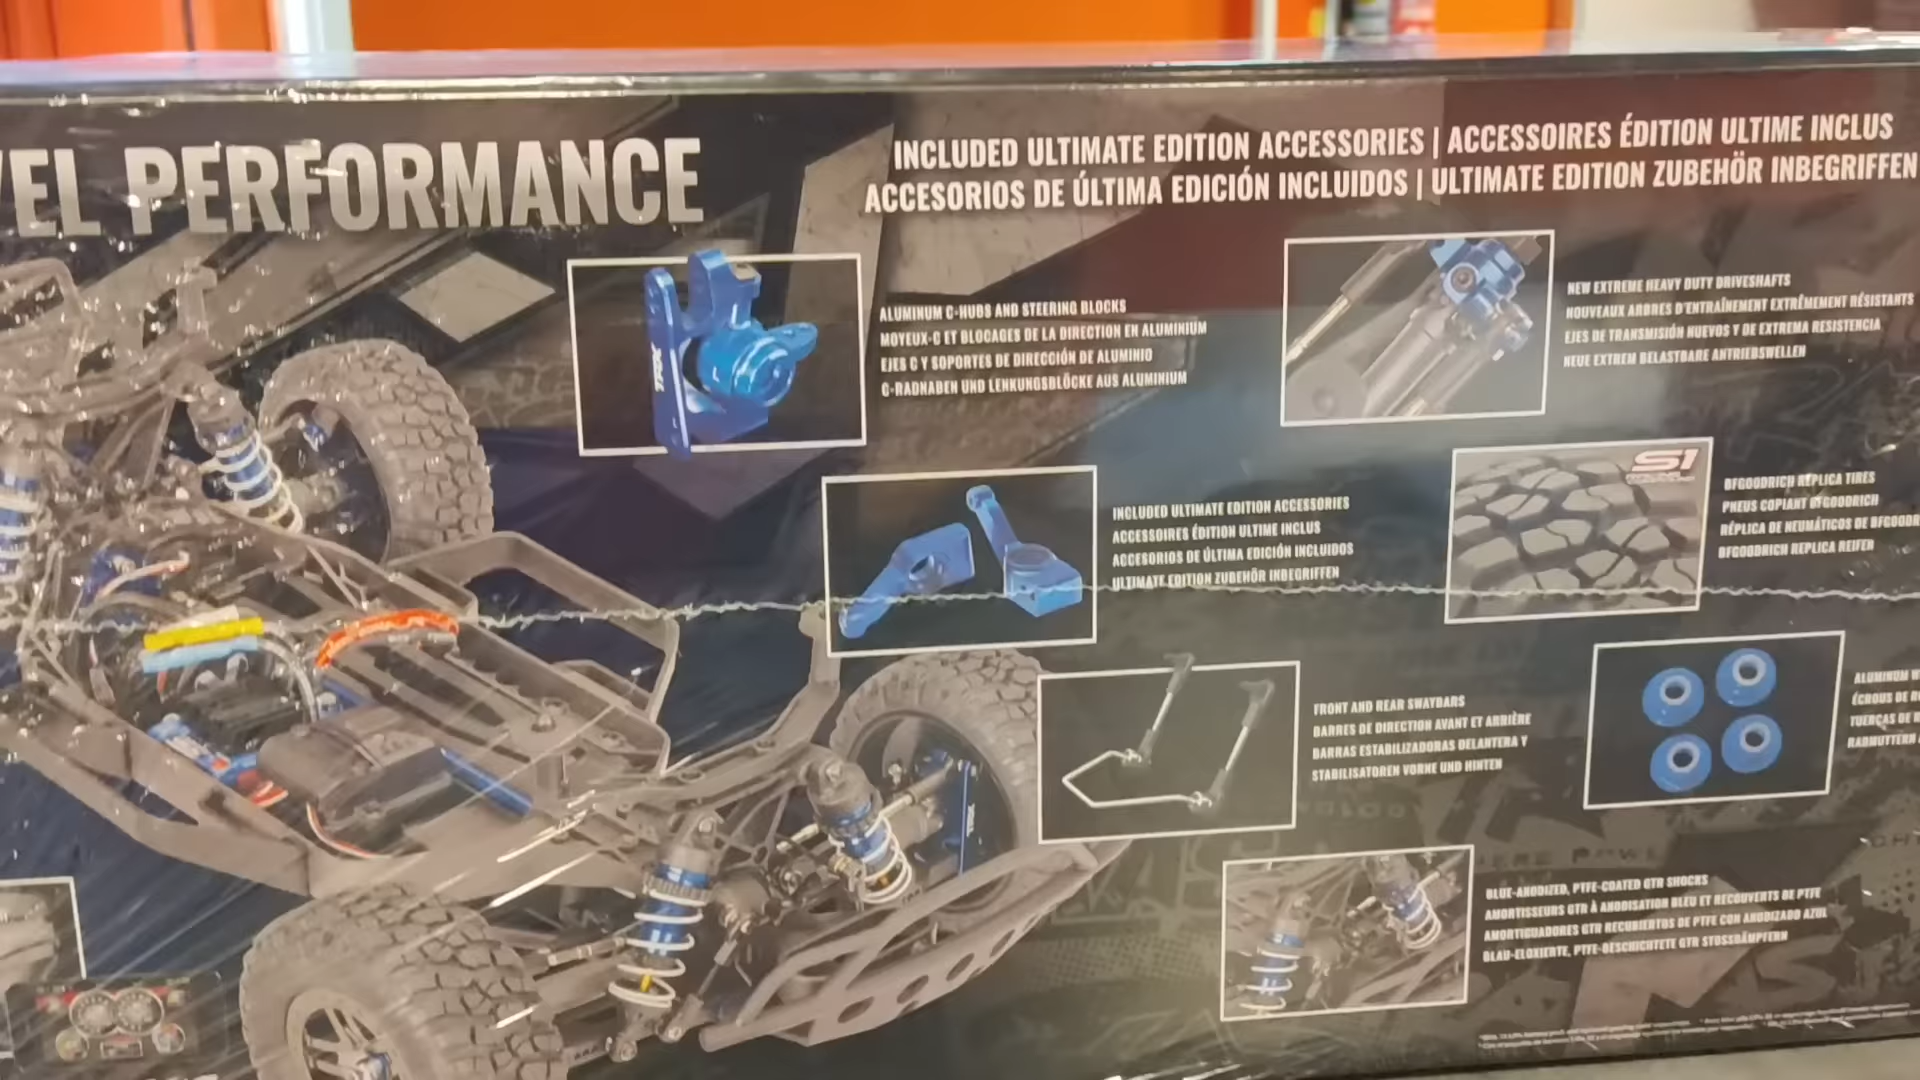 PERFORMANCE
INCLUDED ULTIMATE EDITION ACCESSORIES | ACCESSOIRES ÉDITION ULTIME INCLUS
ACCESORIOS DE ÚLTIMA EDICIÓN INCLUIDOS | ULTIMATE EDITION ZUBEHÖR INBEGRIFFEN
ALUMINUM C-HUBS AND STEERING BLOCKS
MOYEUX-C ET BLOCAGES DE LA DIRECTION EN ALUMINIUM
EJES C Y SOPORTES DE DIRECCIÓN DE ALUMINIO
C-RADNABEN UND LENKUNGSBLÖCKE AUS ALUMINIUM
NEW EXTREME HEAVY DUTY DRIVESHAFTS
NOUVEAUX ARBRES D'ENTRAÎNEMENT EXTRÊMEMENT RÉSISTANTS
EJES DE TRANSMISIÓN NUEVOS Y DE EXTREMA RESISTENCIA
NEUE EXTREM BELASTBARE ANTRIEBSWELLEN
INCLUDED ULTIMATE EDITION ACCESSORIES
ACCESSOIRES ÉDITION ULTIME INCLUS
ACCESORIOS DE ÚLTIMA EDICIÓN INCLUIDOS
ULTIMATE EDITION ZUBEHÖR INBEGRIFFEN
S1
BFGOODRICH REPLICA TIRES
PNEUS COPIANT BFGOODRICH
RÉPLICA DE NEUMÁTICOS DE
BFGOODRICH REPLICA REIFEN
FRONT AND REAR SWAYBARS
BARRES DE DIRECTION AVANT ET ARRIÈRE
BARRAS ESTABILIZADORAS DELANTERA Y
STABILISATOREN VORNE UND HINTEN
ALUMINUM
ÉCROUS DE
TUERCAS DE
RADMUTTERN
BLUE-ANODIZED, PTFE-COATED GTR SHOCKS
AMORTISSEURS GTR À ANODISATION BLEU ET RECOUVERTS DE PTFE
AMORTIGUADORES GTR RECUBIERTOS DE PTFE CON ANODIZADO AZUL
BLAU-ELOXIERTE, PTFE-BESCHICHTETE GTR STOSSDÄMPFERN